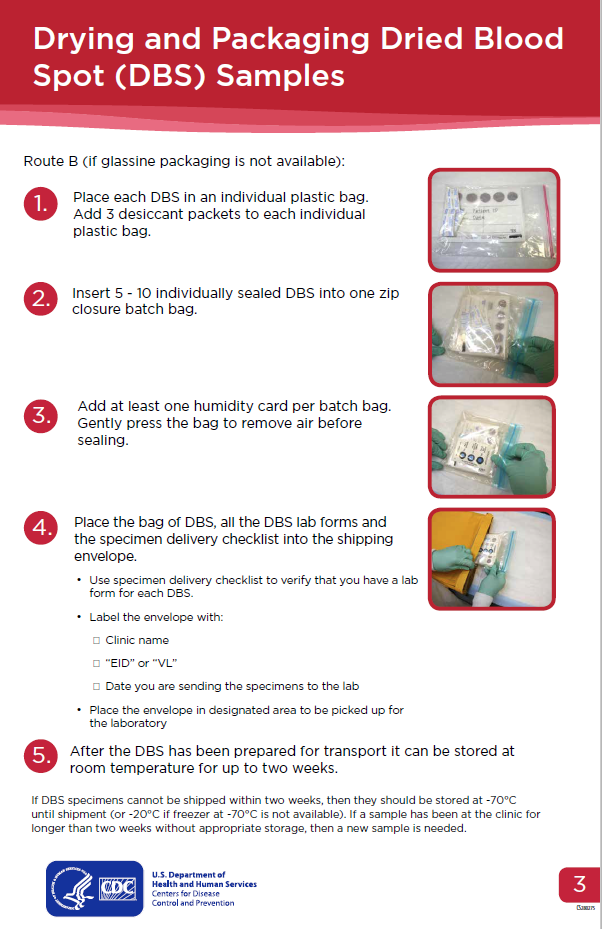 Drying and Packaging Dried Blood
Spot (DBS) Samples
Route B (if glassine packaging is not available):
1.
Place each DBS in an individual plastic bag.
Add 3 desiccant packets to each individual
plastic bag.
2.
Insert 5 - 10 individually sealed DBS into one zip
closure batch bag.
3.
Add at least one humidity card per batch bag.
Gently press the bag to remove air before
sealing.
4.
Place the bag of DBS, all the DBS lab forms and
the specimen delivery checklist into the shipping
envelope.
• Use specimen delivery checklist to verify that you have a lab
form for each DBS.
• Label the envelope with:
□ Clinic name
□ “EID” or “VL”
□ Date you are sending the specimens to the lab
• Place the envelope in designated area to be picked up for
the laboratory
5.
After the DBS has been prepared for transport it can be stored at
room temperature for up to two weeks.
If DBS specimens cannot be shipped within two weeks, then they should be stored at -70°C
until shipment (or -20°C if freezer at -70°C is not available). If a sample has been at the clinic for
longer than two weeks without appropriate storage, then a new sample is needed.
CDC
U.S. Department of
Health and Human Services
Centers for Disease
Control and Prevention
3